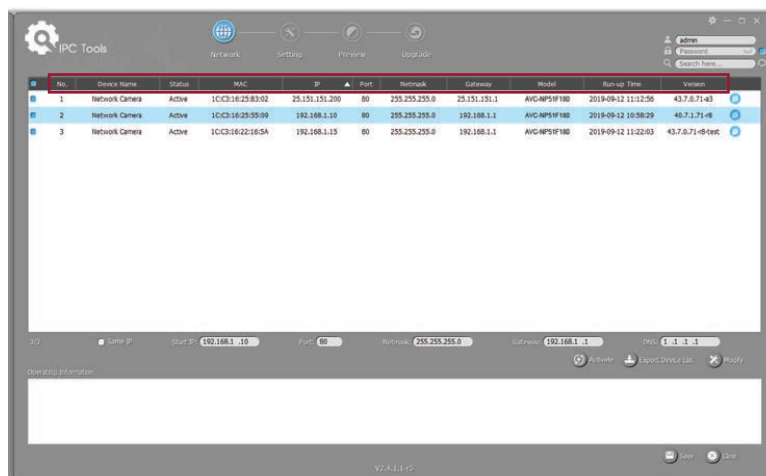 IPC Tools
Network Setting Preview Upgrade
admin
Password
Search here...
No. Device Name Status MAC IP Port Netmask Gateway Model Run-up Time Version
1 Network Camera Active 1C:C3:16:25:83:02 25.151.151.200 80 255.255.255.0 25.151.151.1 AVC-NP51F180 2019-09-12 11:12:56 43.7.0.71-a3
2 Network Camera Active 1C:C3:16:25:55:09 192.168.1.10 80 255.255.255.0 192.168.1.1 AVC-NP51F180 2019-09-12 10:58:29 40.7.1.71-r8
3 Network Camera Active 1C:C3:16:22:16:5A 192.168.1.15 80 255.255.255.0 192.168.1.1 AVC-NP51F180 2019-09-12 11:22:03 43.7.0.71-r8-test
3/3 Same IP Start IP: 192.168.1 .10 Port: 80 Netmask: 255.255.255.0 Gateway: 192.168.1 .1 DNS: 1 .1 .1 .1
Activate Export Device List Modify
Operating Information
Save Clear
V2.4.1.1-r5